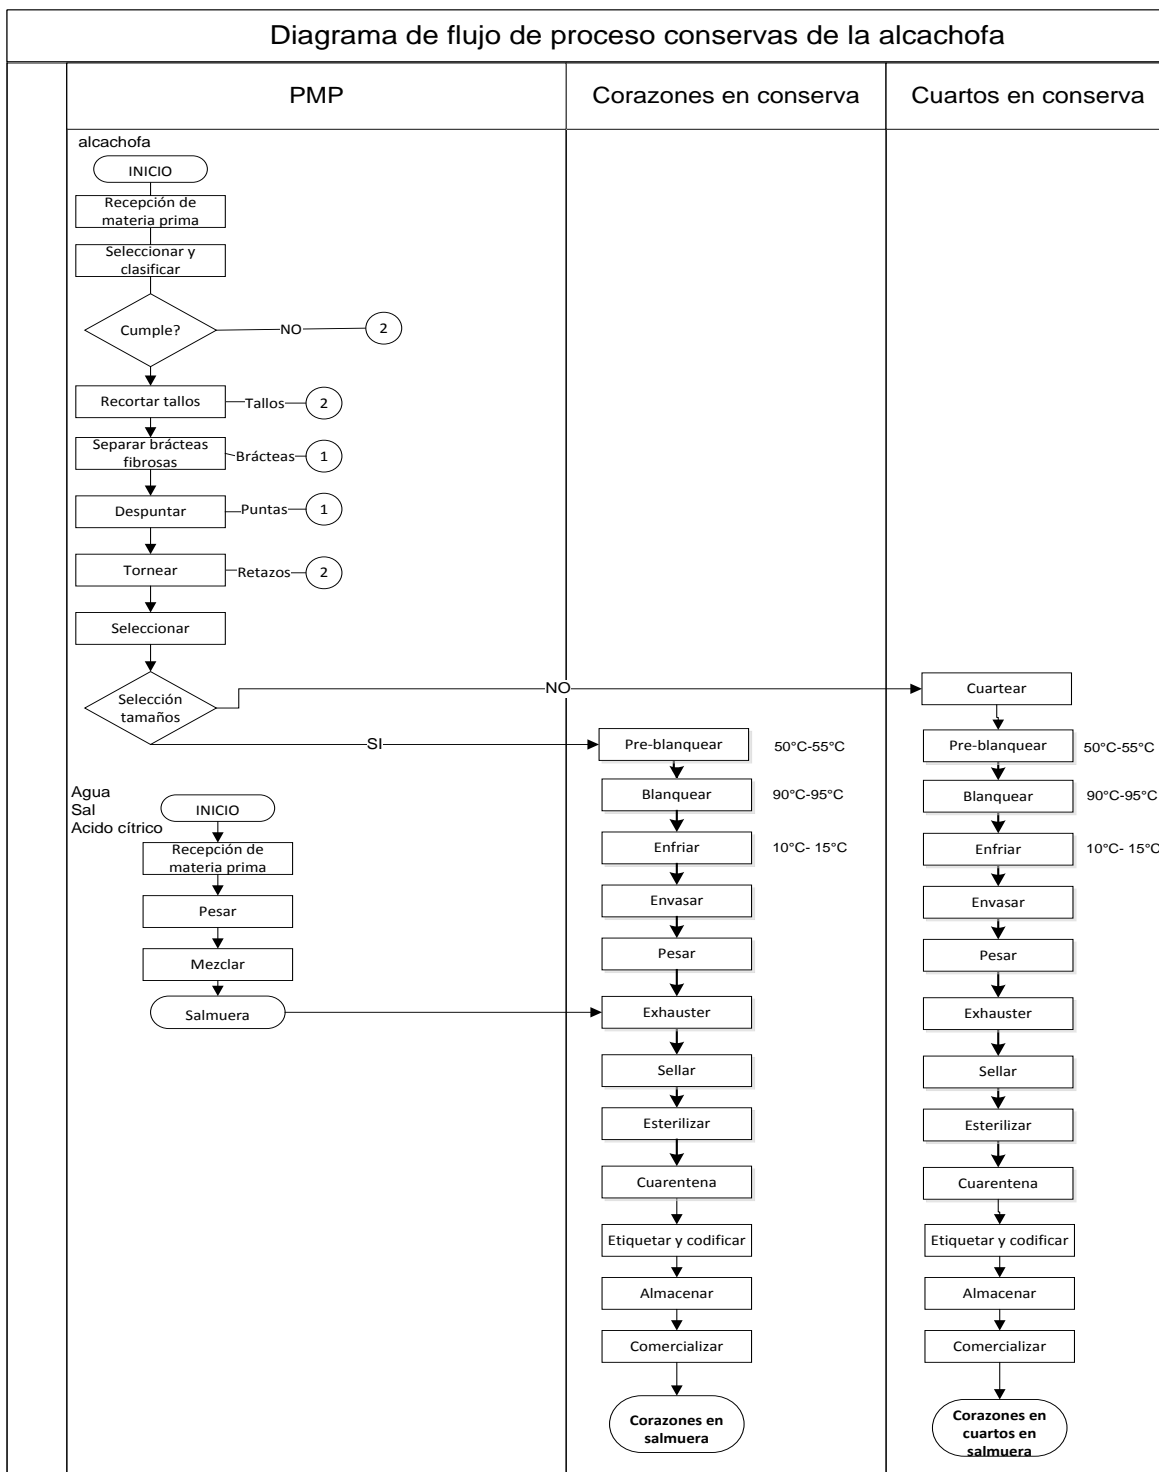 Diagrama de flujo de proceso conservas de la alcachofa
PMP
Corazones en conserva
Cuartos en conserva
alcachofa
INICIO
Recepción de
materia prima
Seleccionar y
clasificar
Cumple?
NO
2
Recortar tallos
Tallos
2
Separar brácteas
fibrosas
Brácteas
1
Despuntar
Puntas
1
Tornear
Retazos
2
Seleccionar
Selección
tamaños
NO
SI
Agua
Sal
Acido cítrico
INICIO
Recepción de
materia prima
Pesar
Mezclar
Salmuera
Pre-blanquear
50°C-55°C
Blanquear
90°C-95°C
Enfriar
10°C- 15°C
Envasar
Pesar
Exhauster
Sellar
Esterilizar
Cuarentena
Etiquetar y codificar
Almacenar
Comercializar
Corazones en
salmuera
Cuartear
Pre-blanquear
50°C-55°C
Blanquear
90°C-95°C
Enfriar
10°C- 15°C
Envasar
Pesar
Exhauster
Sellar
Esterilizar
Cuarentena
Etiquetar y codificar
Almacenar
Comercializar
Corazones en
cuartos en
salmuera